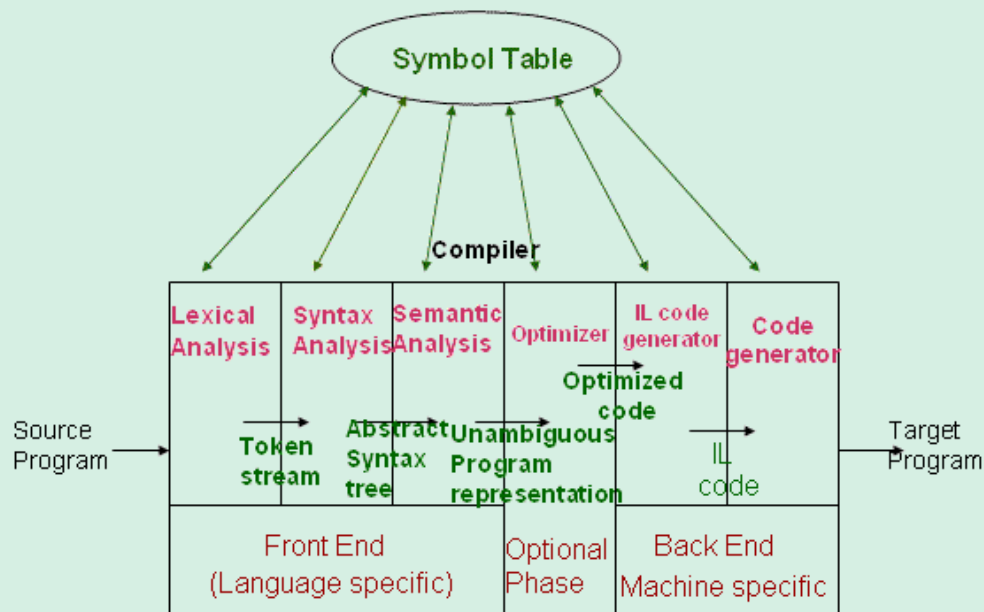 Symbol Table
Compiler
Lexical
Analysis
Syntax
Analysis
Semantic
Analysis
Optimizer
IL code
generator
Code
generator
Source
Program
Token
stream
Abstract
Syntax
tree
Unambiguous
Program
representation
Optimized
code
IL
code
Target
Program
Front End
(Language specific)
Optional
Phase
Back End
Machine specific